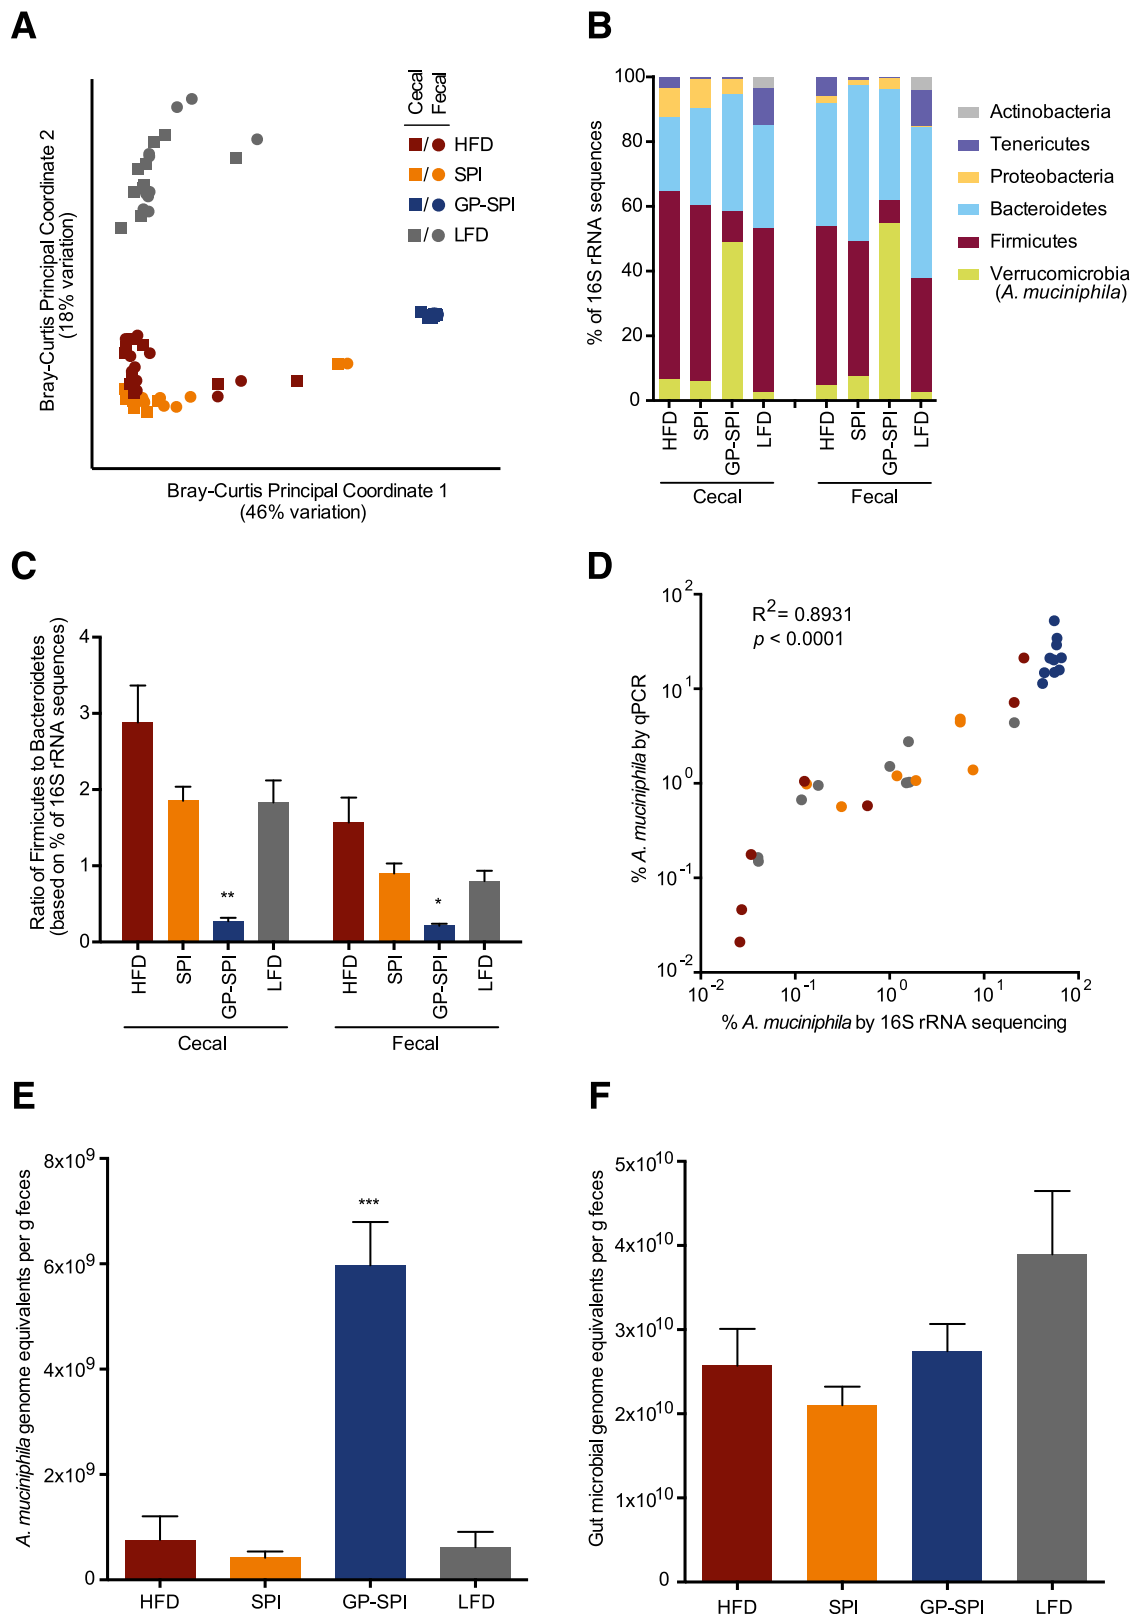 A
Bray-Curtis Principal Coordinate 2
(18% variation)
Bray-Curtis Principal Coordinate 1
(46% variation)
Cecal
Fecal
/ HFD
/ SPI
/ GP-SPI
/ LFD
B
% of 16S rRNA sequences
100
80
60
40
20
0
HFD
SPI
GP-SPI
LFD
HFD
SPI
GP-SPI
LFD
Cecal
Fecal
Actinobacteria
Tenericutes
Proteobacteria
Bacteroidetes
Firmicutes
Verrucomicrobia
(A. muciniphila)
C
Ratio of Firmicutes to Bacteroidetes
(based on % of 16S rRNA sequences)
4
3
2
1
0
**
*
HFD
SPI
GP-SPI
LFD
HFD
SPI
GP-SPI
LFD
Cecal
Fecal
D
% A. muciniphila by qPCR
10²
10¹
10⁰
10⁻¹
10⁻²
R² = 0.8931
p < 0.0001
10⁻²
10⁻¹
10⁰
10¹
10²
% A. muciniphila by 16S rRNA sequencing
E
A. muciniphila genome equivalents per g feces
8x10⁹
6x10⁹
4x10⁹
2x10⁹
0
***
HFD
SPI
GP-SPI
LFD
F
Gut microbial genome equivalents per g feces
5x10¹⁰
4x10¹⁰
3x10¹⁰
2x10¹⁰
1x10¹⁰
0
HFD
SPI
GP-SPI
LFD